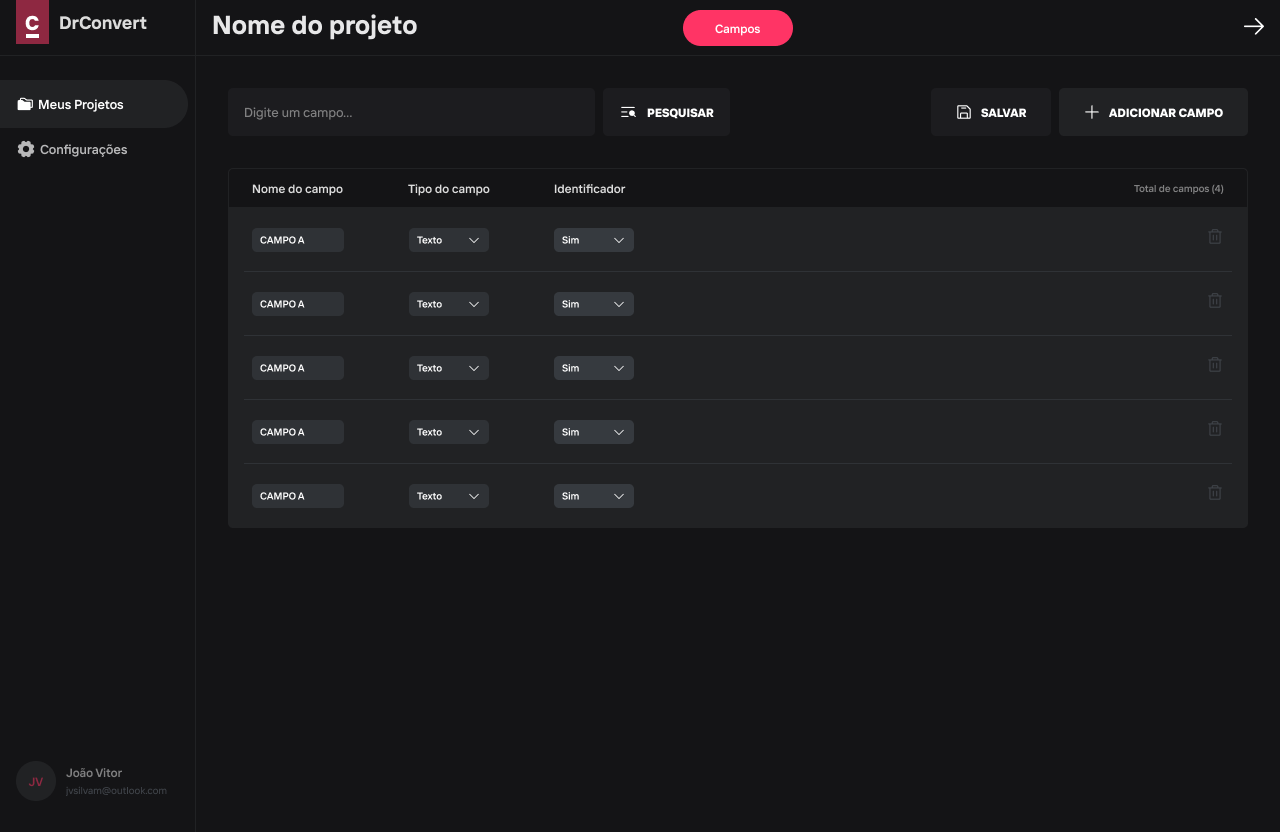 C DrConvert
Nome do projeto
Campos
Meus Projetos
Configurações
Digite um campo...
PESQUISAR
SALVAR
ADICIONAR CAMPO
Nome do campo Tipo do campo Identificador Total de campos (4)
CAMPO A Texto Sim
CAMPO A Texto Sim
CAMPO A Texto Sim
CAMPO A Texto Sim
CAMPO A Texto Sim
JV
João Vitor
jvsilvam@outlook.com